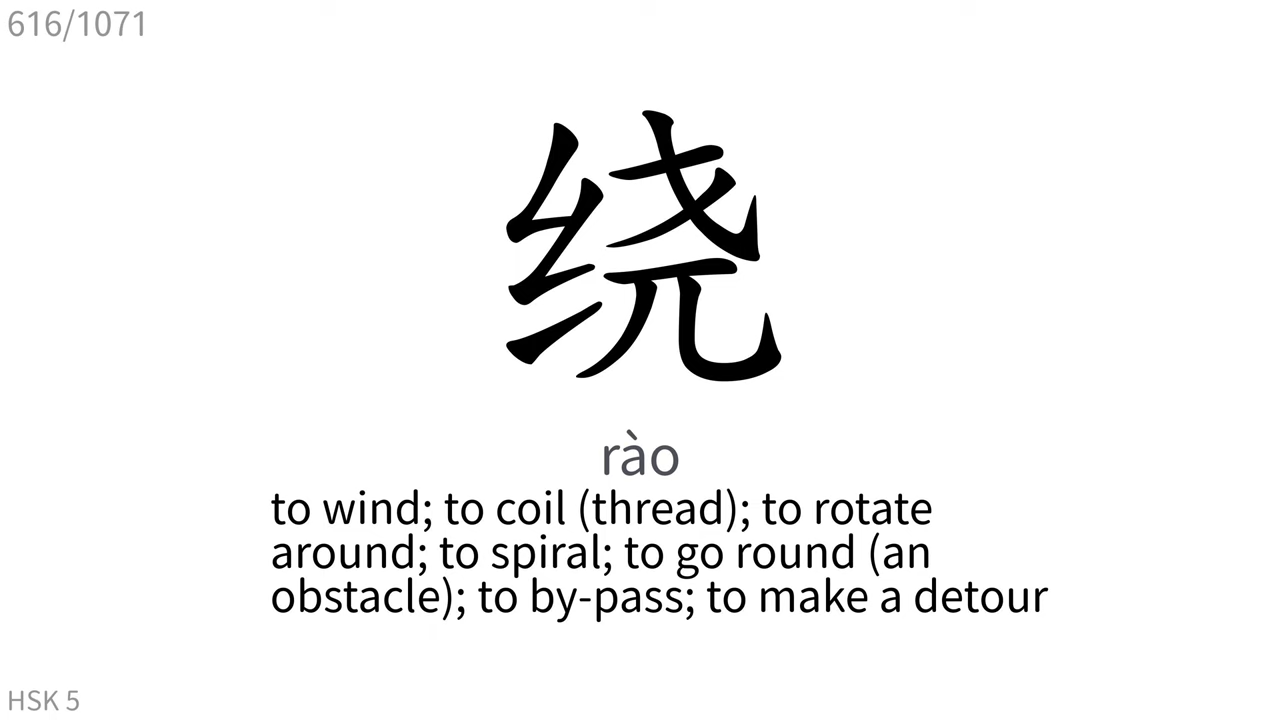 616/1071
绕
rào
to wind; to coil (thread); to rotate
around; to spiral; to go round (an
obstacle); to by-pass; to make a detour
HSK 5